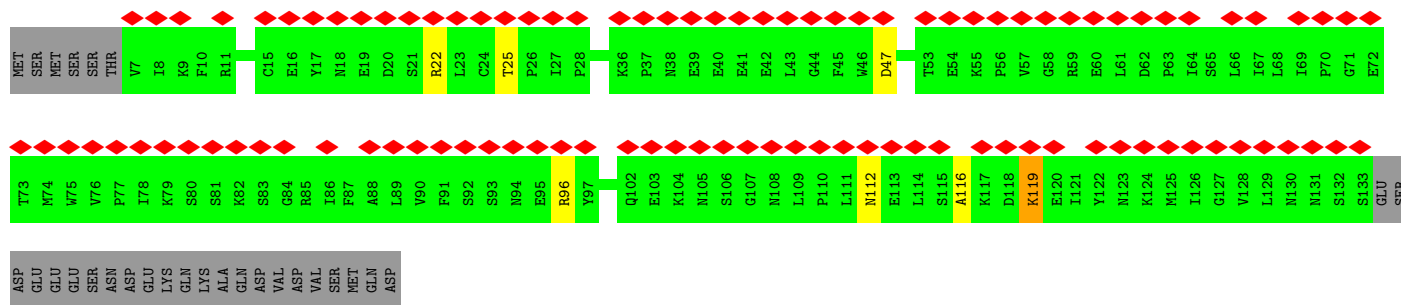 MET SER MET SER SER THR V7 I8 K9 F10 R11 C15 E16 Y17 N18 E19 D20 S21 R22 L23 C24 T25 P26 I27 P28 K36 P37 N38 E39 E40 E41 E42 L43 G44 F45 W46 D47 T53 E54 K55 P56 V57 G58 R59 E60 L61 D62 P63 I64 S65 L66 I67 L68 I69 P70 G71 E72
T73 M74 W75 V76 P77 I78 K79 S80 S81 K82 S83 G84 R85 I86 F87 A88 L89 V90 F91 S92 S93 N94 E95 R96 Y97 Q102 E103 K104 N105 S106 G107 N108 L109 P110 L111 N112 E113 L114 S115 A116 K117 D118 K119 E120 I121 Y122 N123 K124 M125 I126 G127 V128 L129 N130 N131 S132 S133 GLU SER
ASP GLU GLU GLU SER ASN ASP GLU LYS GLN LYS ALA GLN ASP VAL ASP VAL SER MET GLN ASP